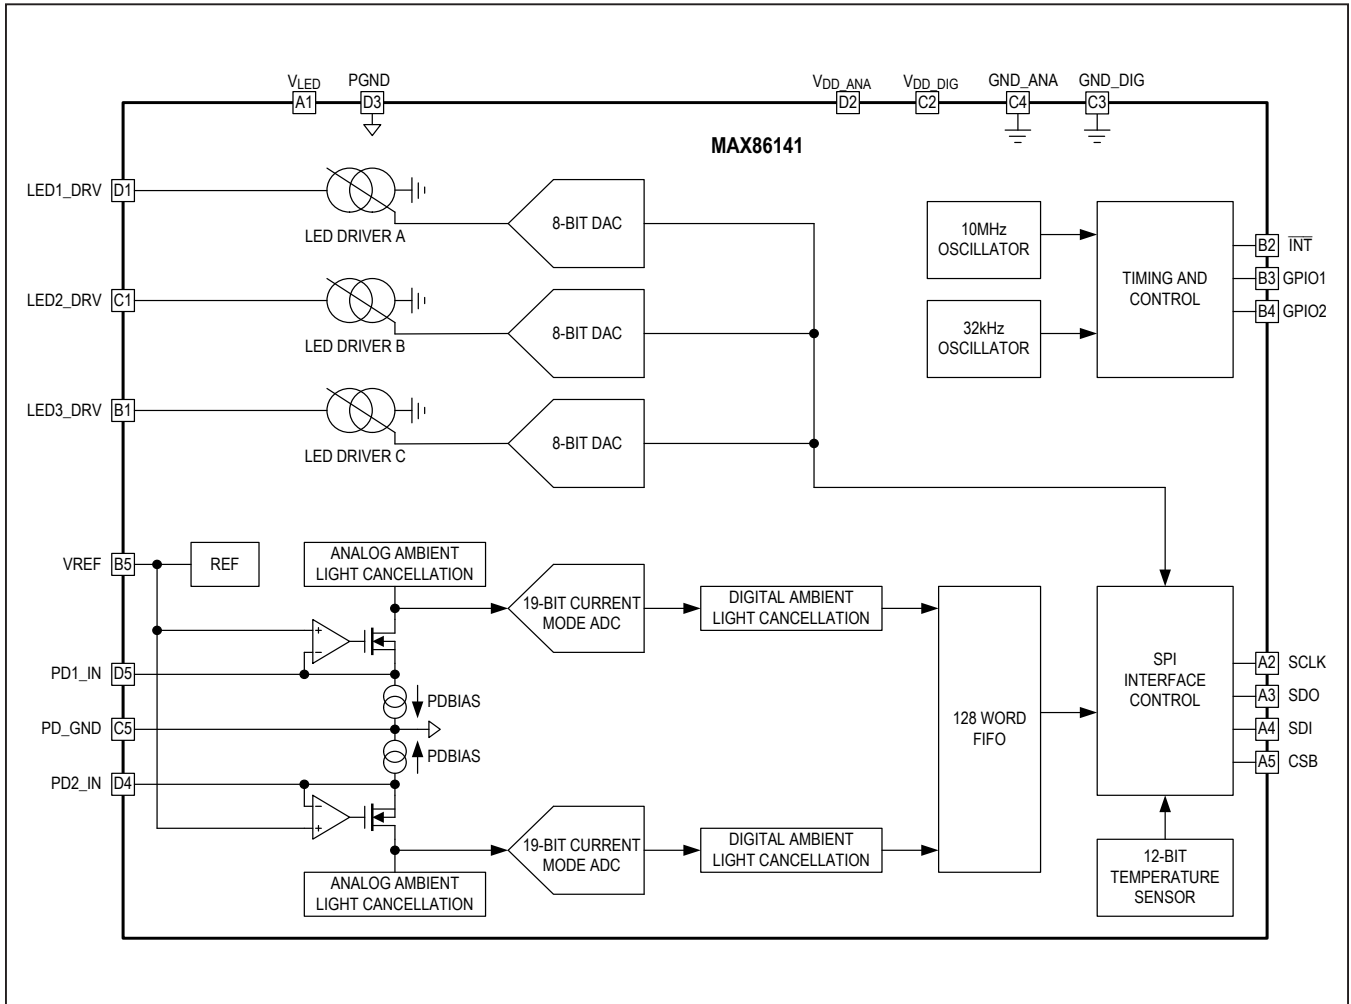 VLED PGND VDD_ANA VDD_DIG GND_ANA GND_DIG
A1 D3 D2 C2 C4 C3
MAX86141
LED1_DRV D1
LED DRIVER A
8-BIT DAC
LED2_DRV C1
LED DRIVER B
8-BIT DAC
LED3_DRV B1
LED DRIVER C
8-BIT DAC
10MHz
OSCILLATOR
32kHz
OSCILLATOR
TIMING AND
CONTROL
B2 INT
B3 GPIO1
B4 GPIO2
VREF B5
REF
ANALOG AMBIENT
LIGHT CANCELLATION
19-BIT CURRENT
MODE ADC
DIGITAL AMBIENT
LIGHT CANCELLATION
+
−
PD1_IN D5
PDBIAS
PD_GND C5
PDBIAS
PD2_IN D4
−
+
19-BIT CURRENT
MODE ADC
DIGITAL AMBIENT
LIGHT CANCELLATION
ANALOG AMBIENT
LIGHT CANCELLATION
128 WORD
FIFO
SPI
INTERFACE
CONTROL
A2 SCLK
A3 SDO
A4 SDI
A5 CSB
12-BIT
TEMPERATURE
SENSOR